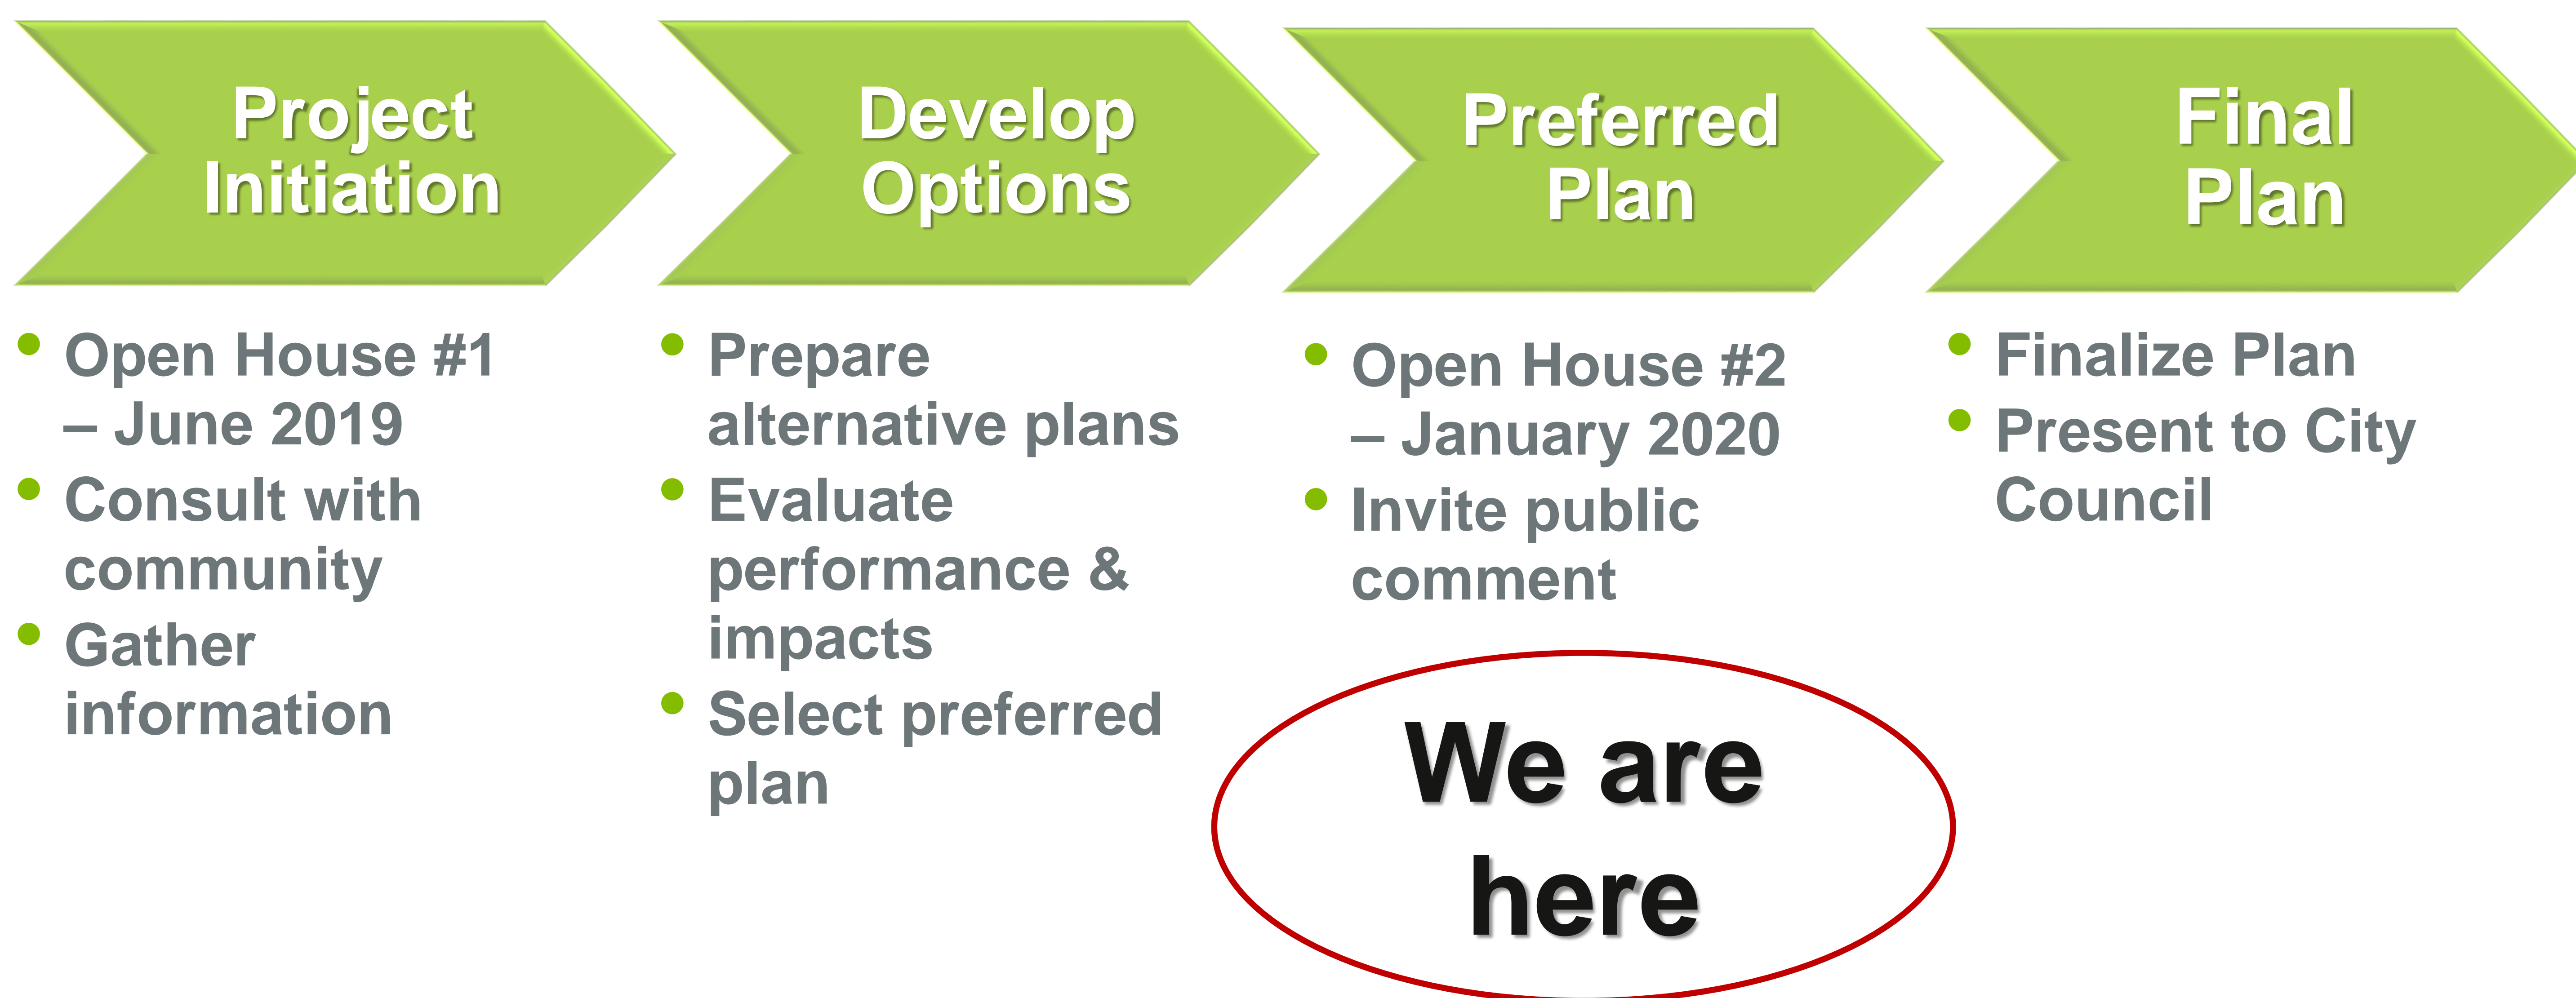 Project
Initiation
• Open House #1
– June 2019
• Consult with
community
• Gather
information
Develop
Options
• Prepare
alternative plans
• Evaluate
performance &
impacts
• Select preferred
plan
Preferred
Plan
• Open House #2
– January 2020
• Invite public
comment
We are
here
Final
Plan
• Finalize Plan
• Present to City
Council